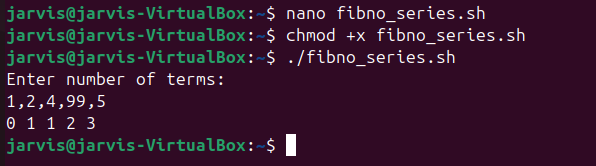 jarvis@jarvis-VirtualBox:~$ nano fibno_series.sh
jarvis@jarvis-VirtualBox:~$ chmod +x fibno_series.sh
jarvis@jarvis-VirtualBox:~$ ./fibno_series.sh
Enter number of terms:
1,2,4,99,5
0 1 1 2 3
jarvis@jarvis-VirtualBox:~$